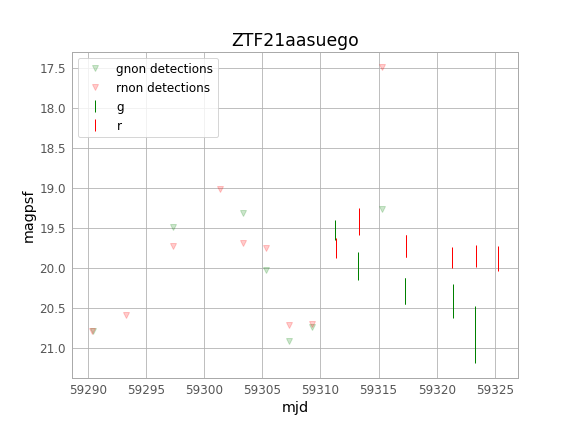 ZTF21aasuego
gnon detections
rnon detections
g
r
magpsf
17.5
18.0
18.5
19.0
19.5
20.0
20.5
21.0
59290 59295 59300 59305 59310 59315 59320 59325
mjd